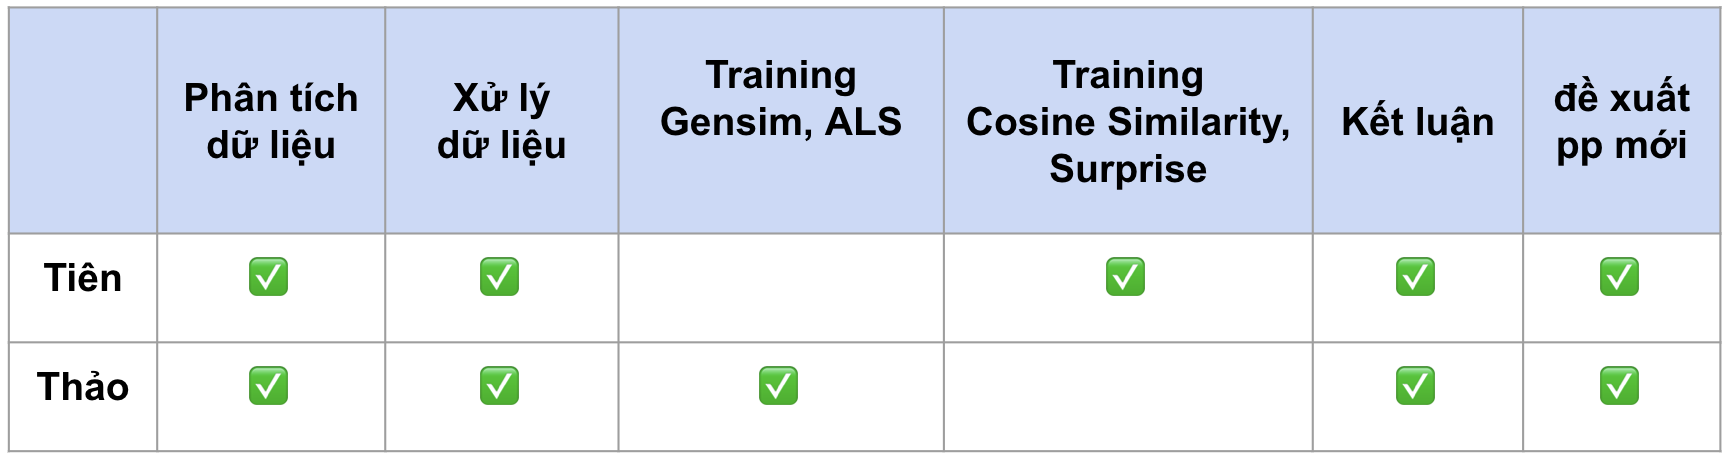 Phân tích
dữ liệu
Xử lý
dữ liệu
Training
Gensim, ALS
Training
Cosine Similarity,
Surprise
Kết luận
đề xuất
pp mới
Tiên ✅ ✅ ✅ ✅ ✅
Thảo ✅ ✅ ✅ ✅ ✅